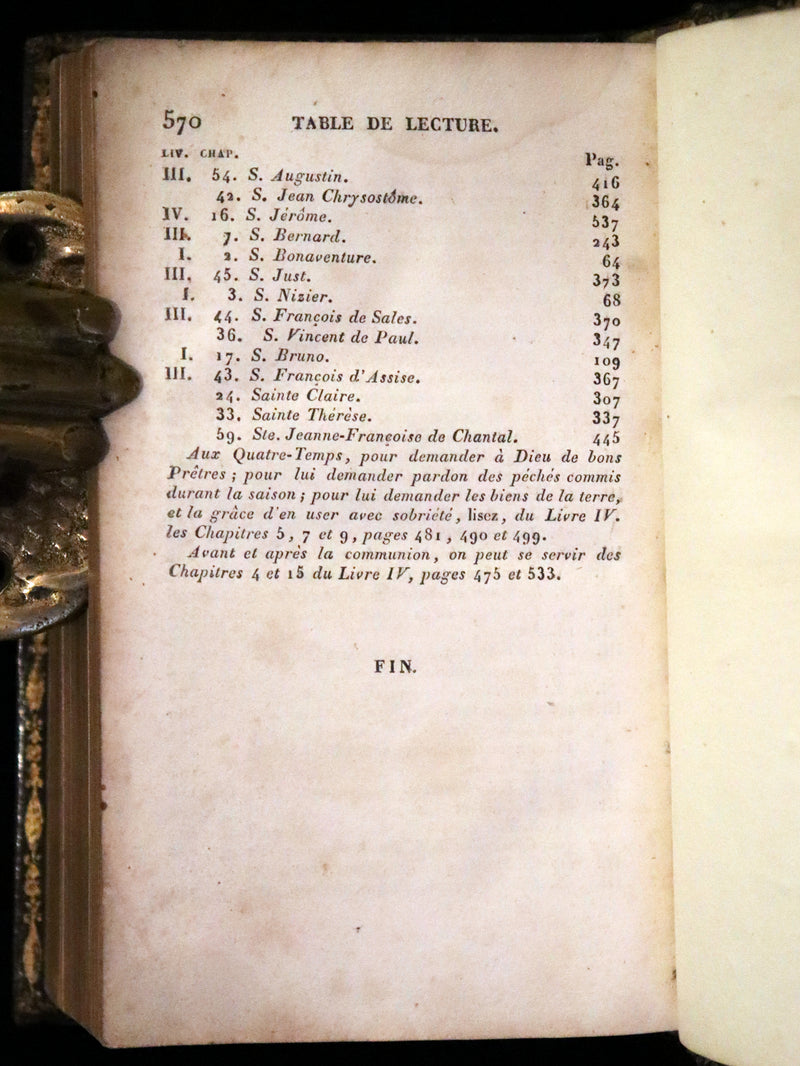 570 TABLE DE LECTURE.
LIV. CHAP. Pag.
III. 54. S. Augustin. 416
42. S. Jean Chrysostôme. 364
IV. 16. S. Jérôme. 537
III. 7. S. Bernard. 243
I. 2. S. Bonaventure. 64
III. 45. S. Just. 373
I. 3. S. Nizier. 68
III. 44. S. François de Sales. 370
36. S. Vincent de Paul. 347
I. 17. S. Bruno. 109
III. 43. S. François d'Assise. 367
24. Sainte Claire. 307
33. Sainte Thérèse. 337
59. Ste. Jeanne-Françoise de Chantal. 445
Aux Quatre-Temps, pour demander à Dieu de bons
Prêtres ; pour lui demander pardon des péchés commis
durant la saison ; pour lui demander les biens de la terre,
et la grâce d'en user avec sobriété, lisez, du Livre IV.
les Chapitres 5, 7 et 9, pages 481, 490 et 499.
Avant et après la communion, on peut se servir des
Chapitres 4 et 15 du Livre IV, pages 475 et 533.
FIN.